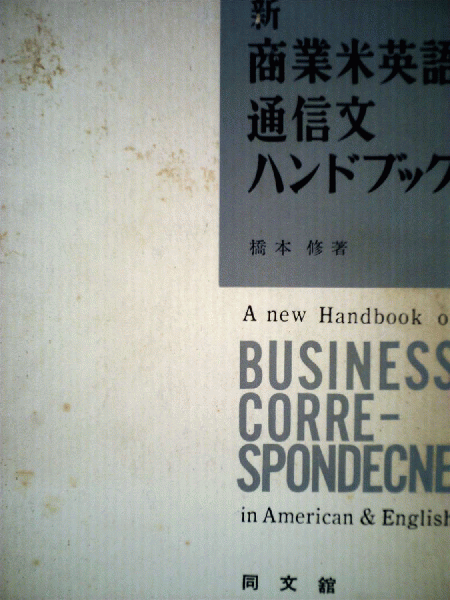 新
商業米英語
通信文
ハンドブック
橋本 修著
A new Handbook o
BUSINESS
CORRE-
SPONDECNE
in American & English
同文舘